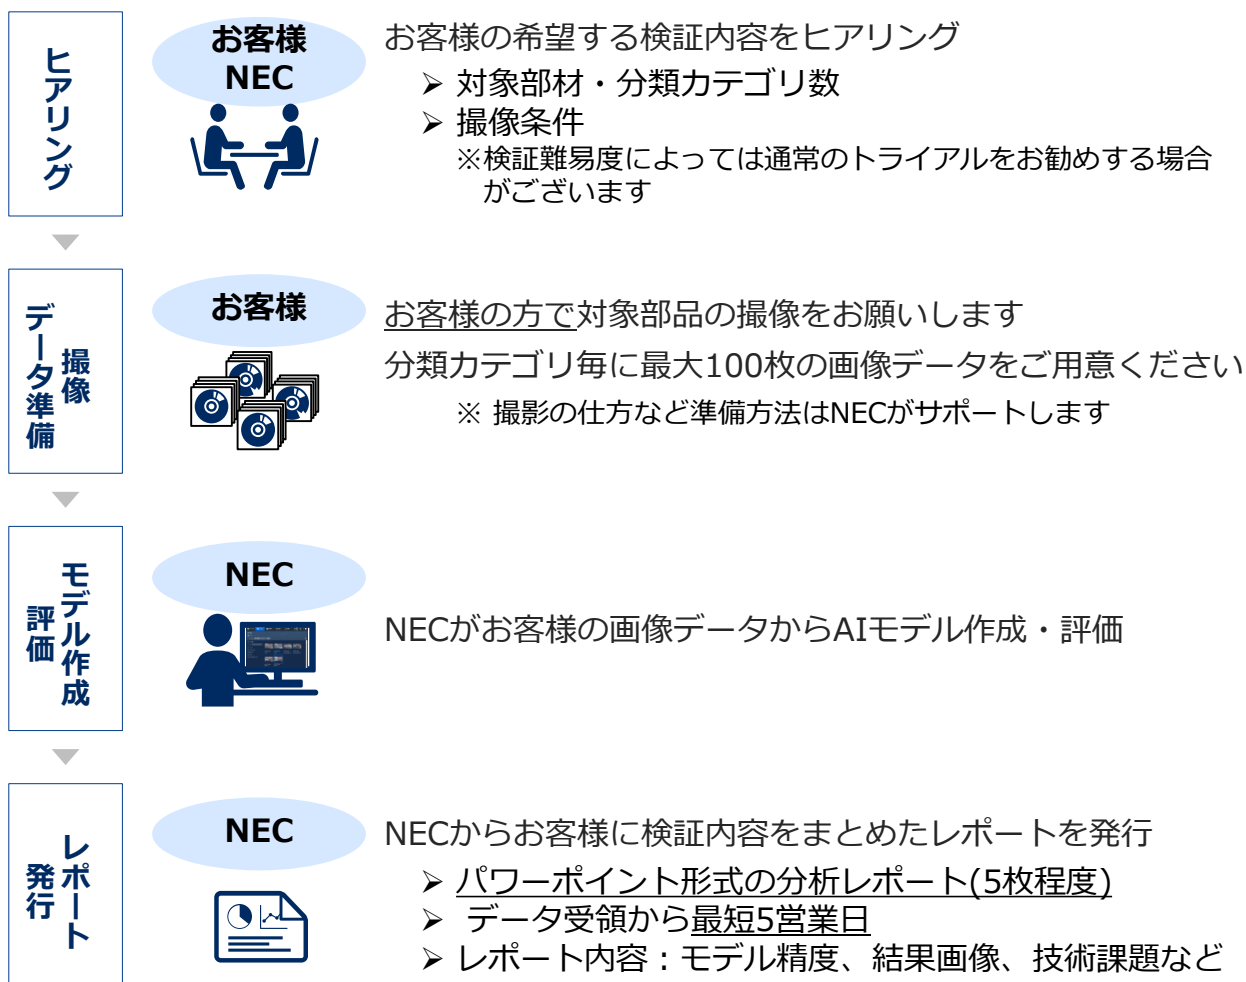 ヒアリング
お客様
NEC
お客様の希望する検証内容をヒアリング
➢ 対象部材・分類カテゴリ数
➢ 撮像条件
※検証難易度によっては通常のトライアルをお勧めする場合
がございます
撮像
データ準備
お客様
お客様の方で対象部品の撮像をお願いします
分類カテゴリ毎に最大100枚の画像データをご用意ください
※ 撮影の仕方など準備方法はNECがサポートします
モデル作成
評価
NEC
NECがお客様の画像データからAIモデル作成・評価
レポート
発行
NEC
NECからお客様に検証内容をまとめたレポートを発行
➢ パワーポイント形式の分析レポート(5枚程度)
➢ データ受領から最短5営業日
➢ レポート内容：モデル精度、結果画像、技術課題など